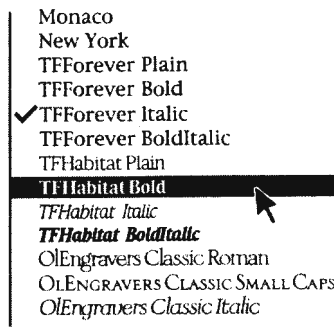 Monaco
New York
TFForever Plain
TFForever Bold
TFForever Italic
TFForever BoldItalic
TFHabitat Plain
TFHabitat Bold
TFHabitat Italic
TFHabitat BoldItalic
OlEngravers Classic Roman
OlEngravers Classic Small Caps
OlEngravers Classic Italic